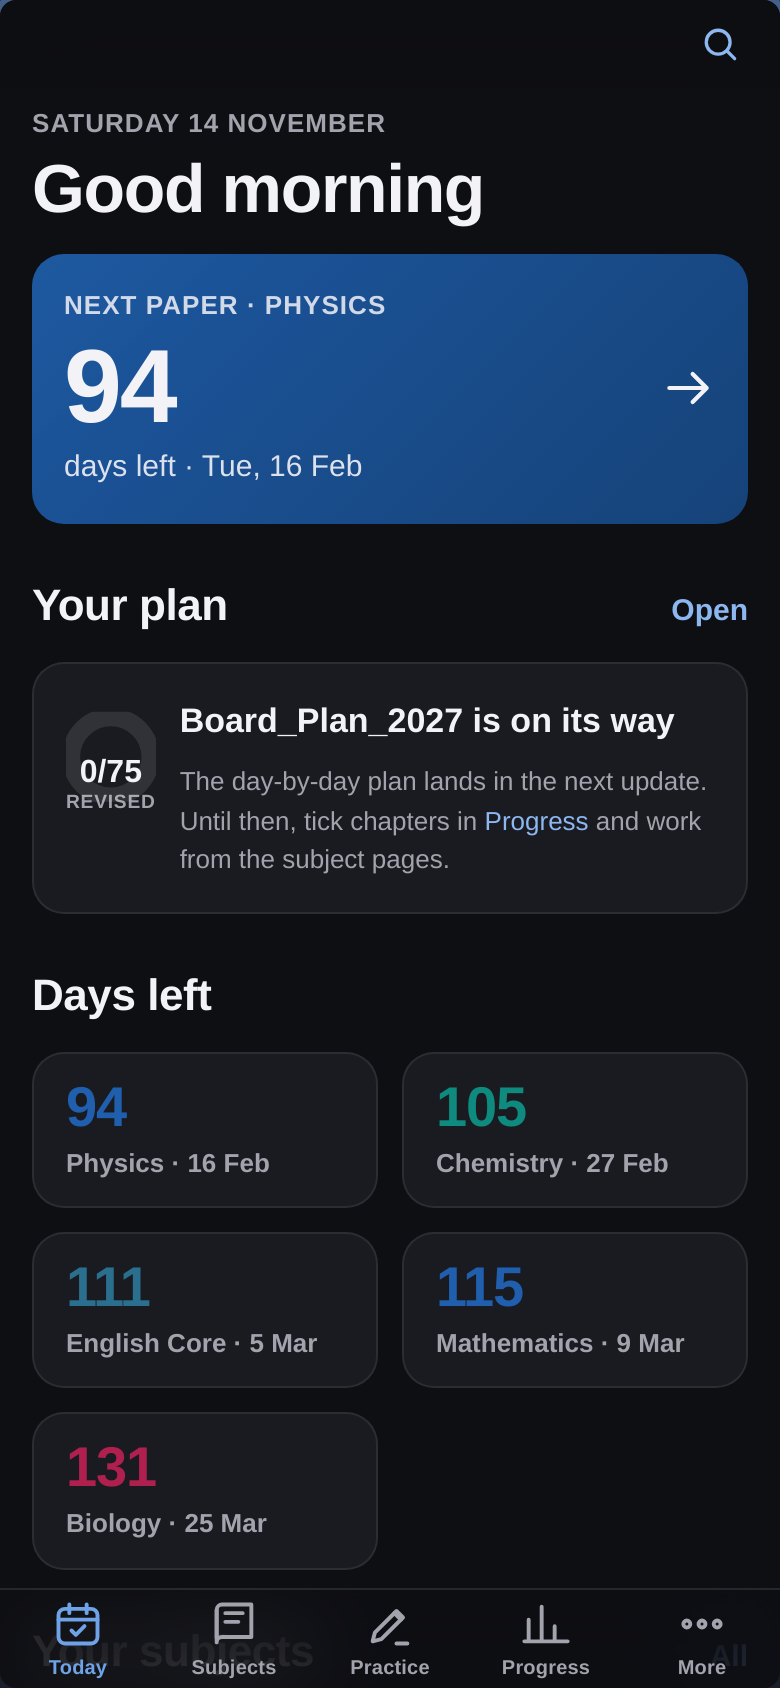 SATURDAY 14 NOVEMBER
Good morning
NEXT PAPER · PHYSICS
94
days left · Tue, 16 Feb
Your plan
Open
0/75
REVISED
Board_Plan_2027 is on its way
The day-by-day plan lands in the next update.
Until then, tick chapters in Progress and work
from the subject pages.
Days left
94
Physics · 16 Feb
105
Chemistry · 27 Feb
111
English Core · 5 Mar
115
Mathematics · 9 Mar
131
Biology · 25 Mar
Your subjects
All
Today
Subjects
Practice
Progress
More